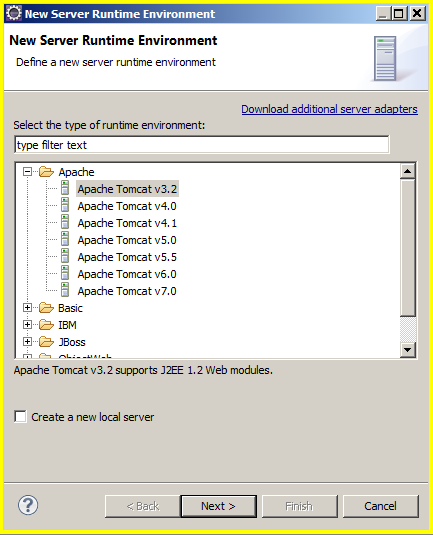 New Server Runtime Environment
New Server Runtime Environment
Define a new server runtime environment
Download additional server adapters
Select the type of runtime environment:
type filter text
Apache
Apache Tomcat v3.2
Apache Tomcat v4.0
Apache Tomcat v4.1
Apache Tomcat v5.0
Apache Tomcat v5.5
Apache Tomcat v6.0
Apache Tomcat v7.0
Basic
IBM
JBoss
ObjectWeb
Apache Tomcat v3.2 supports J2EE 1.2 Web modules.
Create a new local server
? < Back Next > Finish Cancel